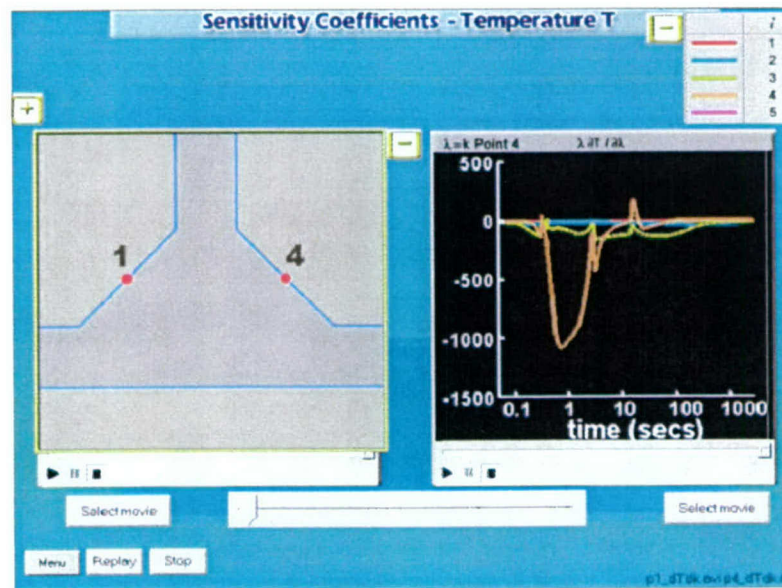 Sensitivity Coefficients - Temperature T
i
1
2
3
4
5
1
4
λ=k Point 4 λ ∂T / ∂λ
500
0
-500
-1000
-1500
0.1 1 10 100 1000
time (secs)
Select movie
Select movie
Menu Replay Stop